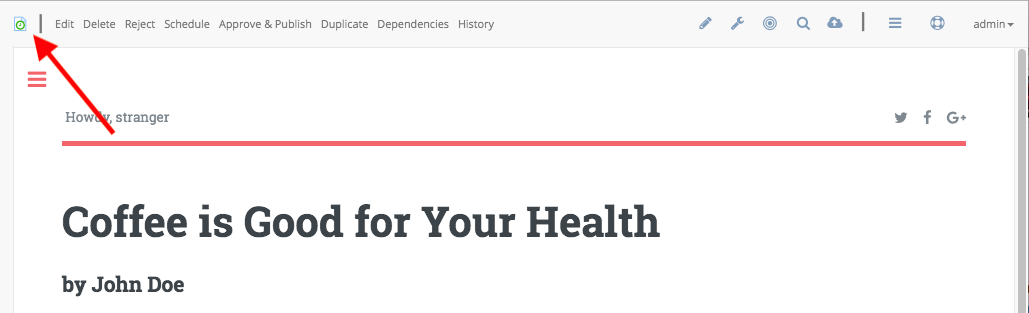 Edit Delete Reject Schedule Approve & Publish Duplicate Dependencies History admin
Howdy, stranger
Coffee is Good for Your Health
by John Doe